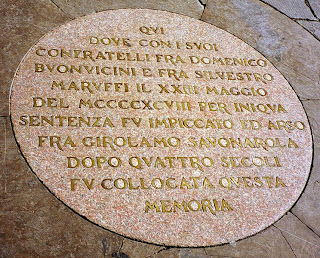 QVI
DOVE CON I SVOI
CONFRATELLI FRA DOMENICO
BVONVICINI E FRA SILVESTRO
MARVFFI IL XXIII MAGGIO
DEL MCCCCXCVIII PER INIQVA
SENTENZA FV IMPICCATO ED ARSO
FRA GIROLAMO SAVONAROLA
DOPO QVATTRO SECOLI
FV COLLOCATA QVESTA
MEMORIA